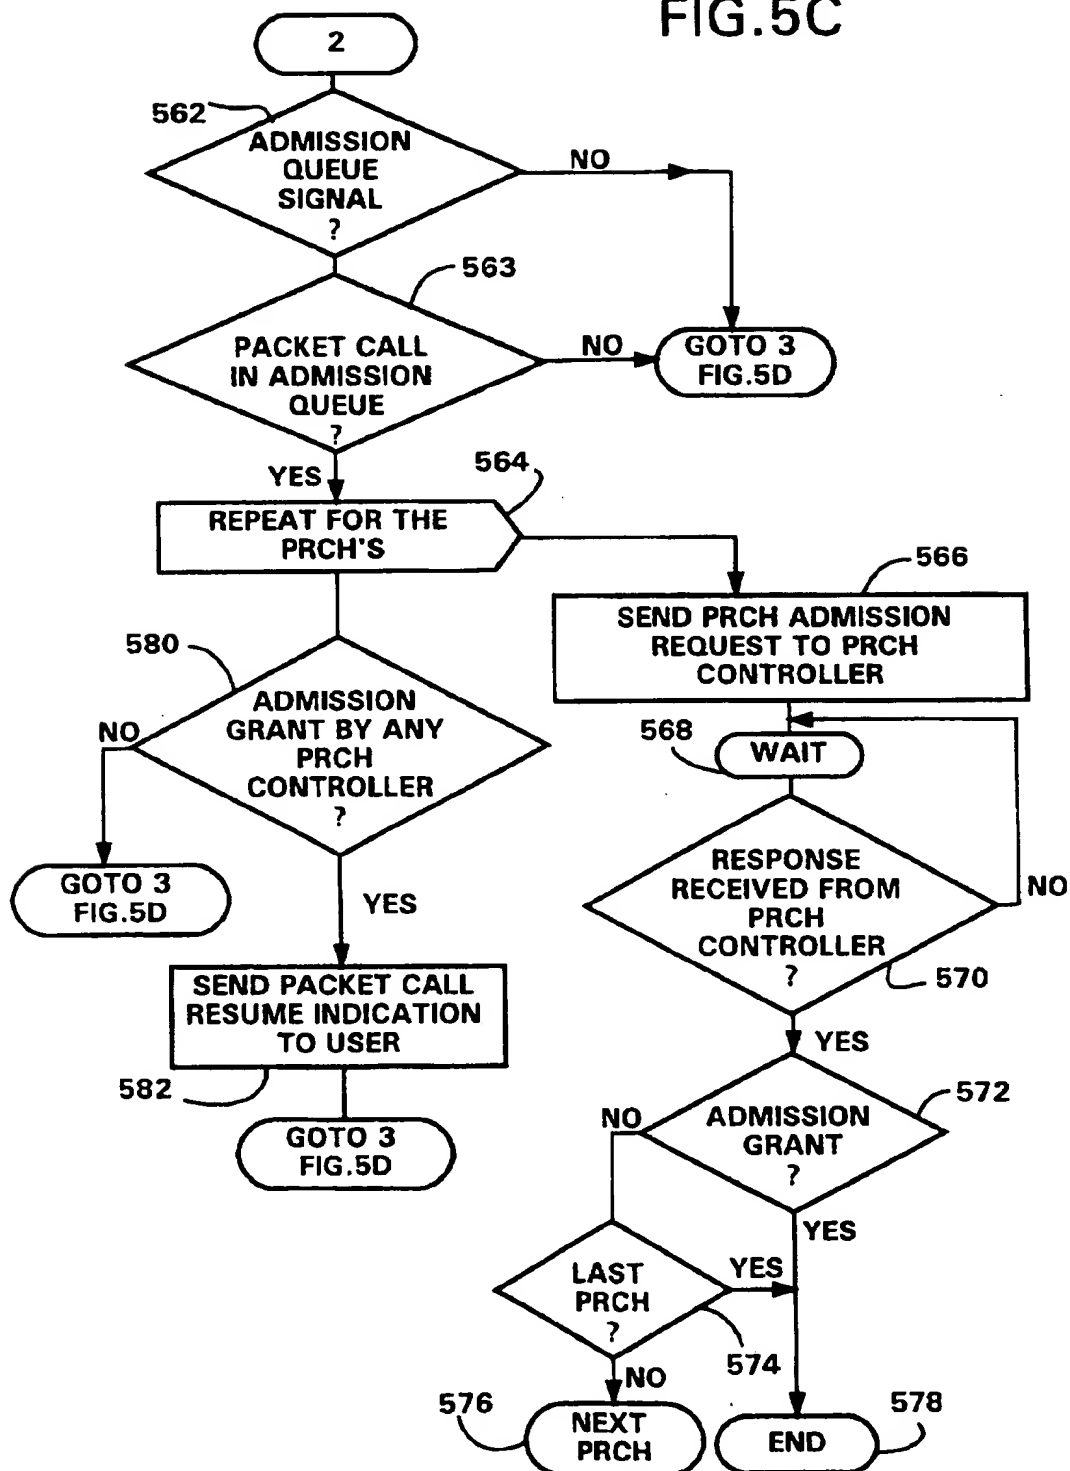 FIG.5C
2
562
ADMISSION
QUEUE
SIGNAL
?
NO
563
PACKET CALL
IN ADMISSION
QUEUE
?
NO
GOTO 3
FIG.5D
YES
564
REPEAT FOR THE
PRCH'S
566
SEND PRCH ADMISSION
REQUEST TO PRCH
CONTROLLER
580
ADMISSION
GRANT BY ANY
PRCH
CONTROLLER
?
NO
GOTO 3
FIG.5D
YES
SEND PACKET CALL
RESUME INDICATION
TO USER
582
GOTO 3
FIG.5D
568
WAIT
RESPONSE
RECEIVED FROM
PRCH
CONTROLLER
?
NO
570
YES
572
ADMISSION
GRANT
?
NO
YES
LAST
PRCH
?
YES
574
NO
576
NEXT
PRCH
END
578